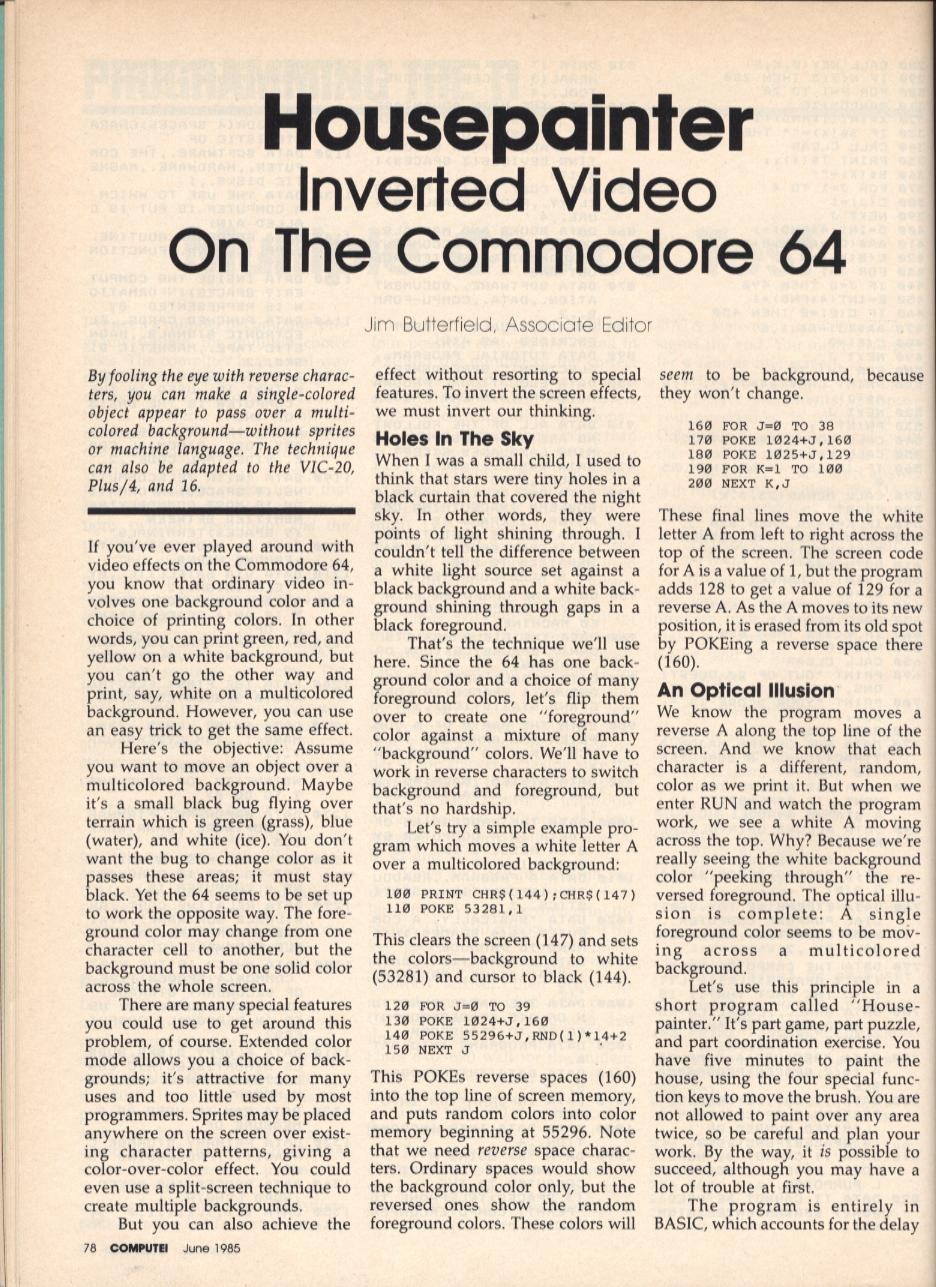 Housepainter
Inverted Video
On The Commodore 64
Jim Butterfield, Associate Editor
By fooling the eye with reverse charac-
ters, you can make a single-colored
object appear to pass over a multi-
colored background—without sprites
or machine language. The technique
can also be adapted to the VIC-20,
Plus/4, and 16.
If you've ever played around with
video effects on the Commodore 64,
you know that ordinary video in-
volves one background color and a
choice of printing colors. In other
words, you can print green, red, and
yellow on a white background, but
you can't go the other way and
print, say, white on a multicolored
background. However, you can use
an easy trick to get the same effect.
Here's the objective: Assume
you want to move an object over a
multicolored background. Maybe
it's a small black bug flying over
terrain which is green (grass), blue
(water), and white (ice). You don't
want the bug to change color as it
passes these areas; it must stay
black. Yet the 64 seems to be set up
to work the opposite way. The fore-
ground color may change from one
character cell to another, but the
background must be one solid color
across the whole screen.
There are many special features
you could use to get around this
problem, of course. Extended color
mode allows you a choice of back-
grounds; it's attractive for many
uses and too little used by most
programmers. Sprites may be placed
anywhere on the screen over exist-
ing character patterns, giving a
color-over-color effect. You could
even use a split-screen technique to
create multiple backgrounds.
But you can also achieve the
effect without resorting to special
features. To invert the screen effects,
we must invert our thinking.
Holes In The Sky
When I was a small child, I used to
think that stars were tiny holes in a
black curtain that covered the night
sky. In other words, they were
points of light shining through. I
couldn't tell the difference between
a white light source set against a
black background and a white back-
ground shining through gaps in a
black foreground.
That's the technique we'll use
here. Since the 64 has one back-
ground color and a choice of many
foreground colors, let's flip them
over to create one "foreground"
color against a mixture of many
"background" colors. We'll have to
work in reverse characters to switch
background and foreground, but
that's no hardship.
Let's try a simple example pro-
gram which moves a white letter A
over a multicolored background:
100 PRINT CHR$(144);CHR$(147)
110 POKE 53281,1
This clears the screen (147) and sets
the colors—background to white
(53281) and cursor to black (144).
120 FOR J=0 TO 39
130 POKE 1024+J,160
140 POKE 55296+J,RND(1)*14+2
150 NEXT J
This POKEs reverse spaces (160)
into the top line of screen memory,
and puts random colors into color
memory beginning at 55296. Note
that we need reverse space charac-
ters. Ordinary spaces would show
the background color only, but the
reversed ones show the random
foreground colors. These colors will
seem to be background, because
they won't change.
160 FOR J=0 TO 38
170 POKE 1024+J,160
180 POKE 1025+J,129
190 FOR K=1 TO 100
200 NEXT K,J
These final lines move the white
letter A from left to right across the
top of the screen. The screen code
for A is a value of 1, but the program
adds 128 to get a value of 129 for a
reverse A. As the A moves to its new
position, it is erased from its old spot
by POKEing a reverse space there
(160).
An Optical Illusion
We know the program moves a
reverse A along the top line of the
screen. And we know that each
character is a different, random,
color as we print it. But when we
enter RUN and watch the program
work, we see a white A moving
across the top. Why? Because we're
really seeing the white background
color "peeking through" the re-
versed foreground. The optical illu-
sion is complete: A single
foreground color seems to be mov-
ing across a multicolored
background.
Let's use this principle in a
short program called "House-
painter." It's part game, part puzzle,
and part coordination exercise. You
have five minutes to paint the
house, using the four special func-
tion keys to move the brush. You are
not allowed to paint over any area
twice, so be careful and plan your
work. By the way, it is possible to
succeed, although you may have a
lot of trouble at first.
The program is entirely in
BASIC, which accounts for the delay
78 COMPUTE! June 1985